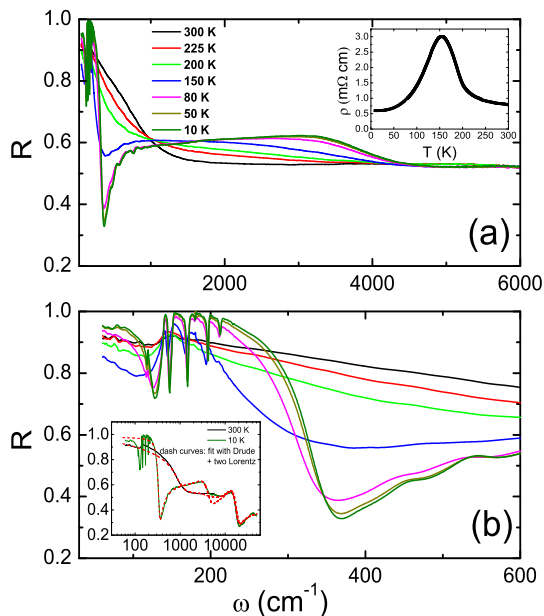 1.0
0.8
0.6
0.4
0.2
R
300 K
225 K
200 K
150 K
80 K
50 K
10 K
3.0
2.5
2.0
1.5
1.0
0.5
0.0
ρ (mΩ cm)
0 50 100 150 200 250 300
T (K)
(a)
2000 4000 6000
1.0
0.8
0.6
0.4
0.2
R
1.0
0.8
0.6
0.4
0.2
300 K
10 K
dash curves: fit with Drude
+ two Lorentz
100 1000 10000
(b)
200 400 600
ω (cm⁻¹)